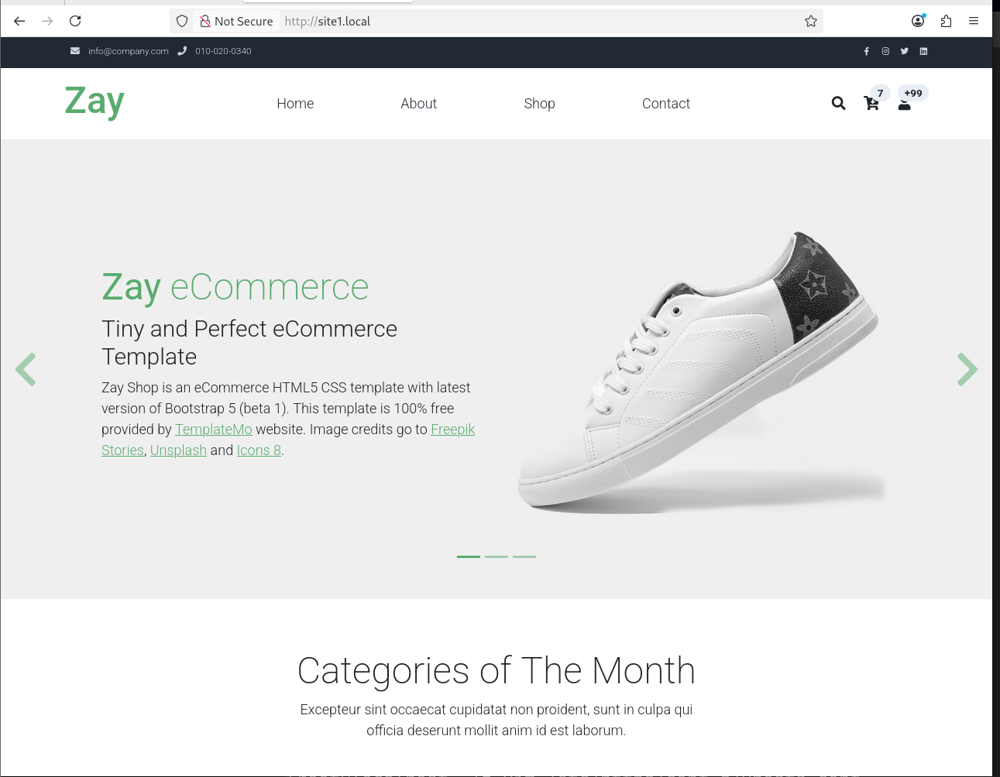 Not Secure http://site1.local
info@company.com 010-020-0340
Zay Home About Shop Contact 7 +99
Zay eCommerce
Tiny and Perfect eCommerce
Template
Zay Shop is an eCommerce HTML5 CSS template with latest
version of Bootstrap 5 (beta 1). This template is 100% free
provided by TemplateMo website. Image credits go to Freepik
Stories, Unsplash and Icons 8.
Categories of The Month
Excepteur sint occaecat cupidatat non proident, sunt in culpa qui
officia deserunt mollit anim id est laborum.